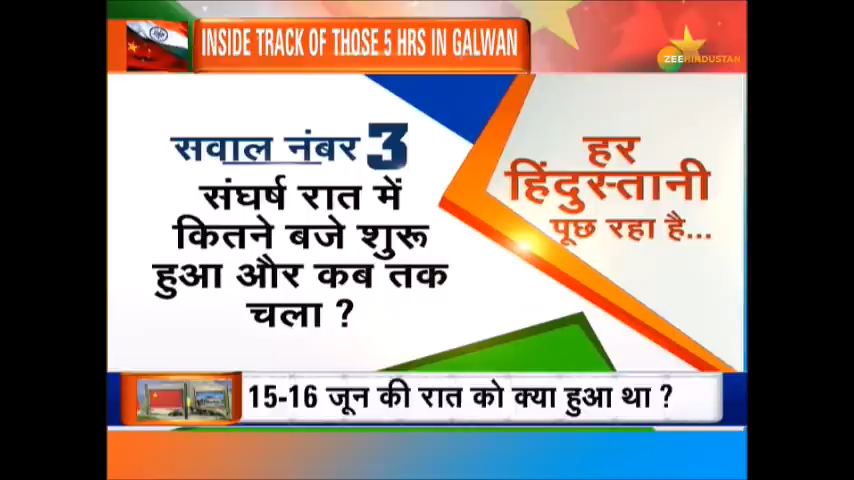 INSIDE TRACK OF THOSE 5 HRS IN GALWAN
ZEE HINDUSTAN
सवाल नंबर 3
संघर्ष रात में
कितने बजे शुरू
हुआ और कब तक
चला ?
हर
हिंदुस्तानी
पूछ रहा है...
15-16 जून की रात को क्या हुआ था ?